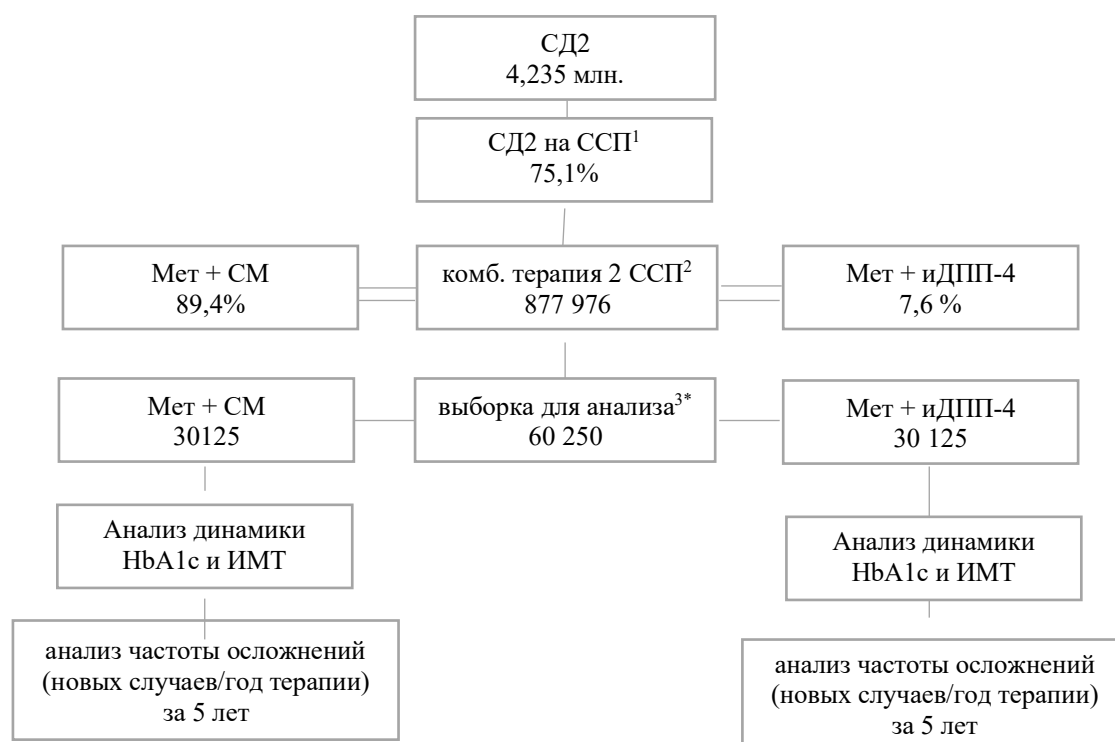 СД2
4,235 млн.
СД2 на ССП¹
75,1%
Мет + СМ
89,4%
комб. терапия 2 ССП²
877 976
Мет + иДПП-4
7,6 %
Мет + СМ
30125
выборка для анализа³*
60 250
Мет + иДПП-4
30 125
Анализ динамики
HbA1c и ИМТ
Анализ динамики
HbA1c и ИМТ
анализ частоты осложнений
(новых случаев/год терапии)
за 5 лет
анализ частоты осложнений
(новых случаев/год терапии)
за 5 лет